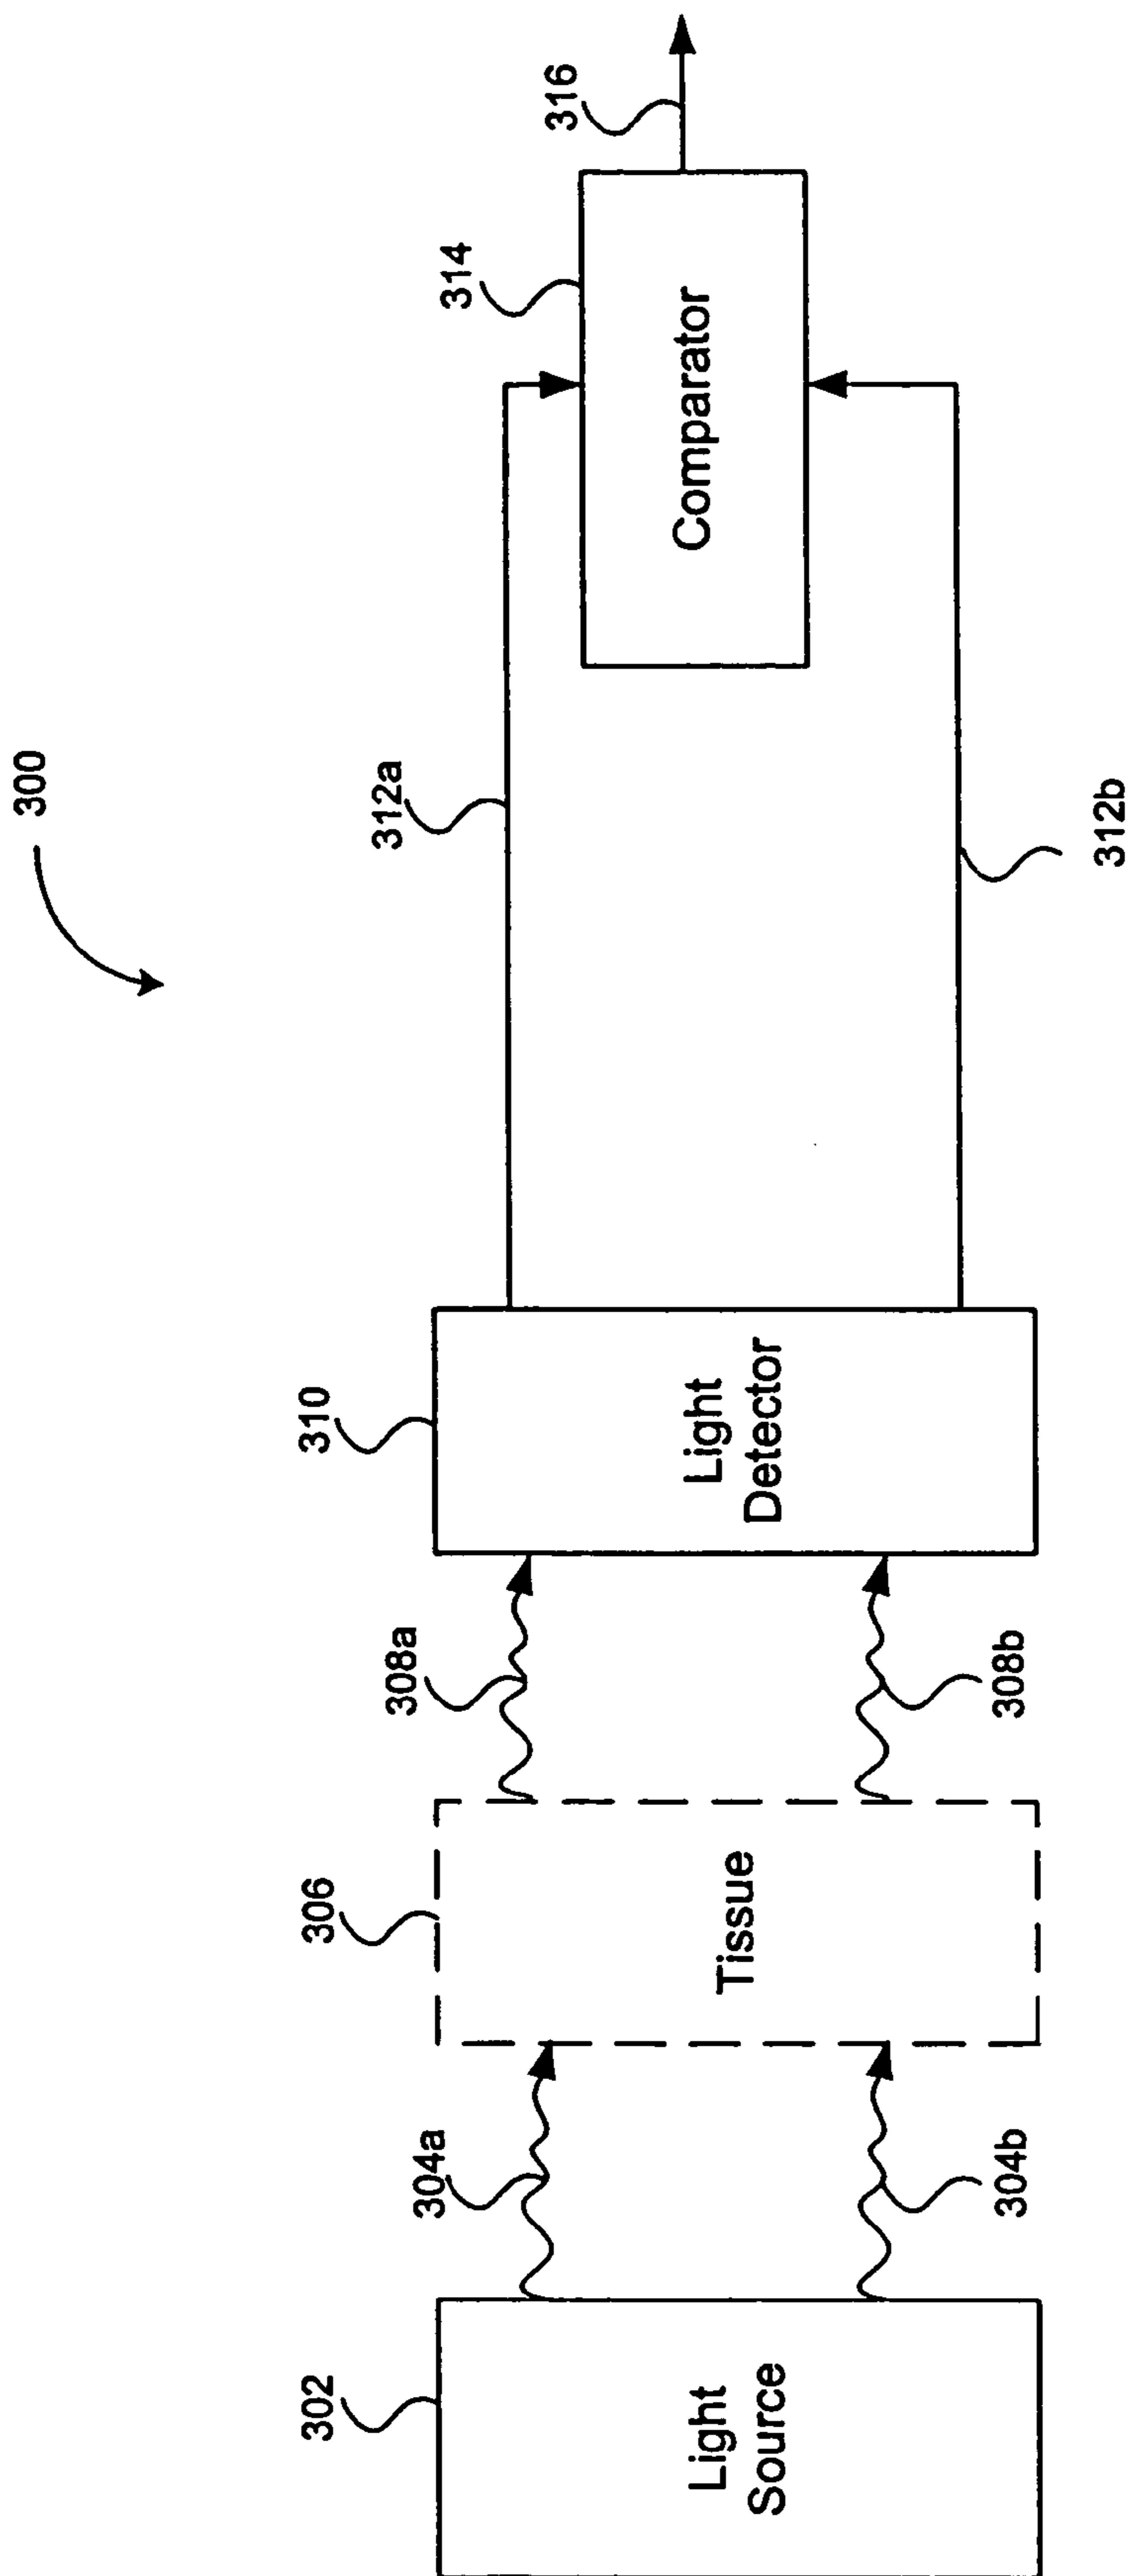 300
302
Light
Source
304a
304b
306
Tissue
308a
308b
310
Light
Detector
312a
312b
314
Comparator
316